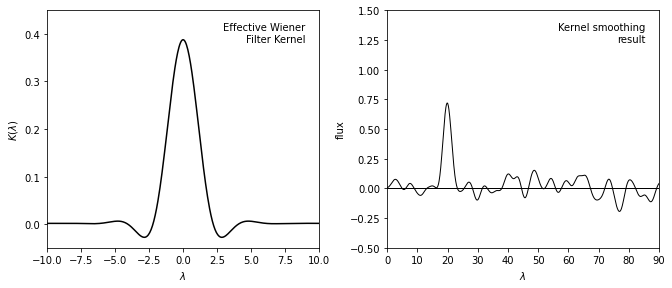 Effective Wiener
Filter Kernel
K(λ)
0.4
0.3
0.2
0.1
0.0
−10.0 −7.5 −5.0 −2.5 0.0 2.5 5.0 7.5 10.0
λ
Kernel smoothing
result
flux
1.50
1.25
1.00
0.75
0.50
0.25
0.00
−0.25
−0.50
0 10 20 30 40 50 60 70 80 90
λ